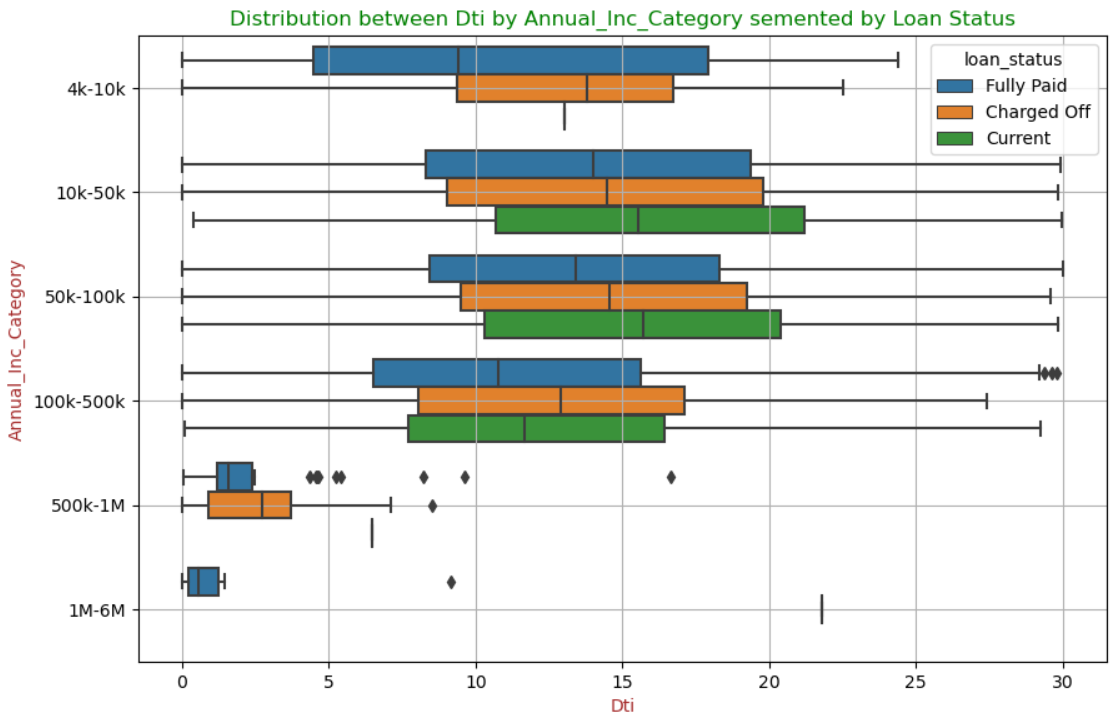 Distribution between Dti by Annual_Inc_Category semented by Loan Status
loan_status
Fully Paid
Charged Off
Current
Annual_Inc_Category
4k-10k
10k-50k
50k-100k
100k-500k
500k-1M
1M-6M
0 5 10 15 20 25 30
Dti